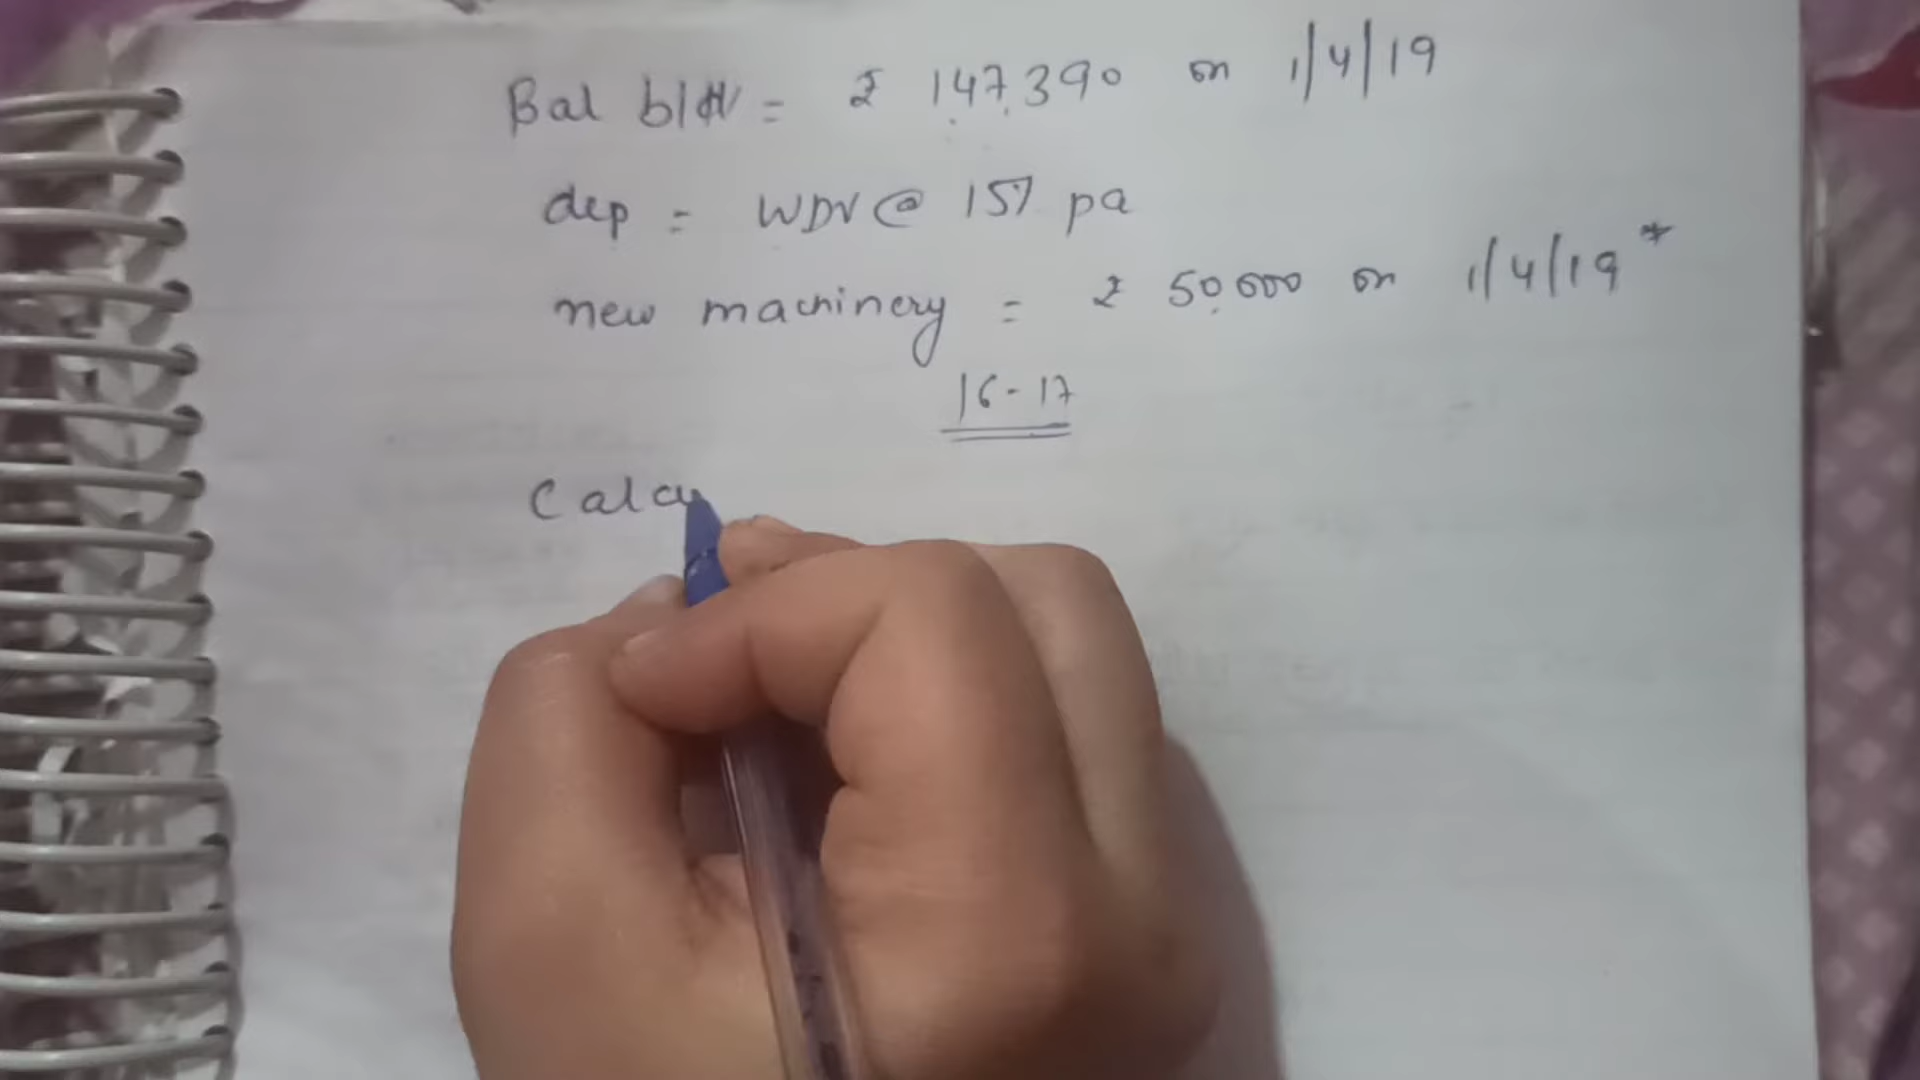 Bal b/d = ₹ 147,390 on 1/4/19
dep = WDV @ 15% pa
new machinery = ₹ 50,000 on 1/4/19*
16-17
Calcu